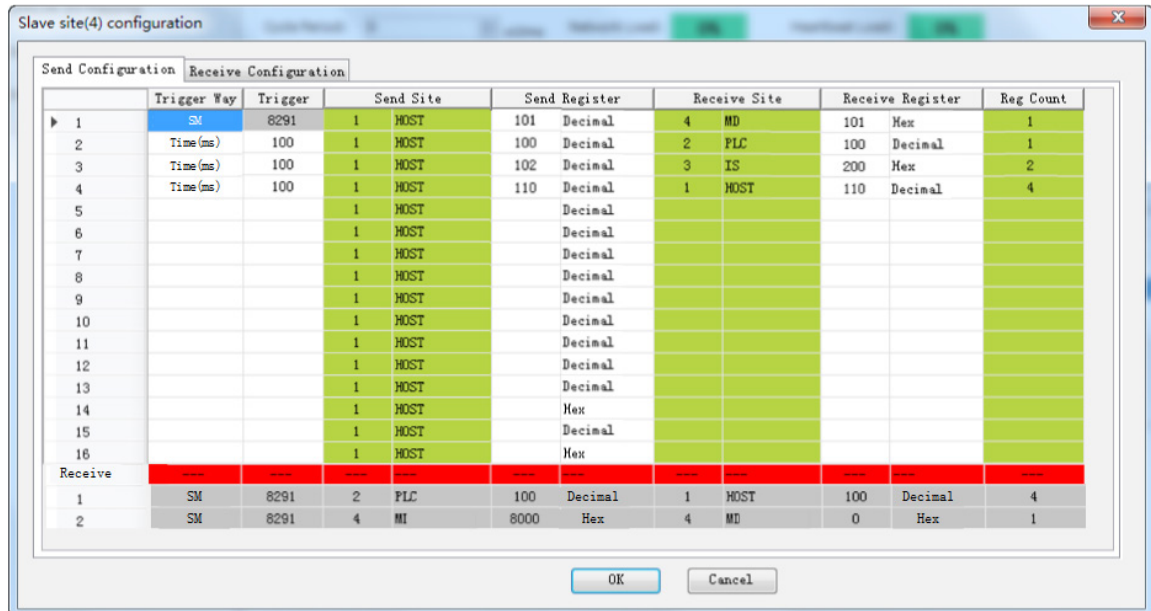 Slave site(4) configuration
Send Configuration Receive Configuration
Trigger Way Trigger Send Site Send Register Receive Site Receive Register Reg Count
1 SM 8291 1 HOST 101 Decimal 4 MD 101 Hex 1
2 Time(ms) 100 1 HOST 100 Decimal 2 PLC 100 Decimal 1
3 Time(ms) 100 1 HOST 102 Decimal 3 IS 200 Hex 2
4 Time(ms) 100 1 HOST 110 Decimal 1 HOST 110 Decimal 4
5 1 HOST Decimal
6 1 HOST Decimal
7 1 HOST Decimal
8 1 HOST Decimal
9 1 HOST Decimal
10 1 HOST Decimal
11 1 HOST Decimal
12 1 HOST Decimal
13 1 HOST Decimal
14 1 HOST Hex
15 1 HOST Decimal
16 1 HOST Hex
Receive --- --- --- --- --- --- --- --- --- --- ---
1 SM 8291 2 PLC 100 Decimal 1 HOST 100 Decimal 4
2 SM 8291 4 MI 8000 Hex 4 MD 0 Hex 1
OK Cancel